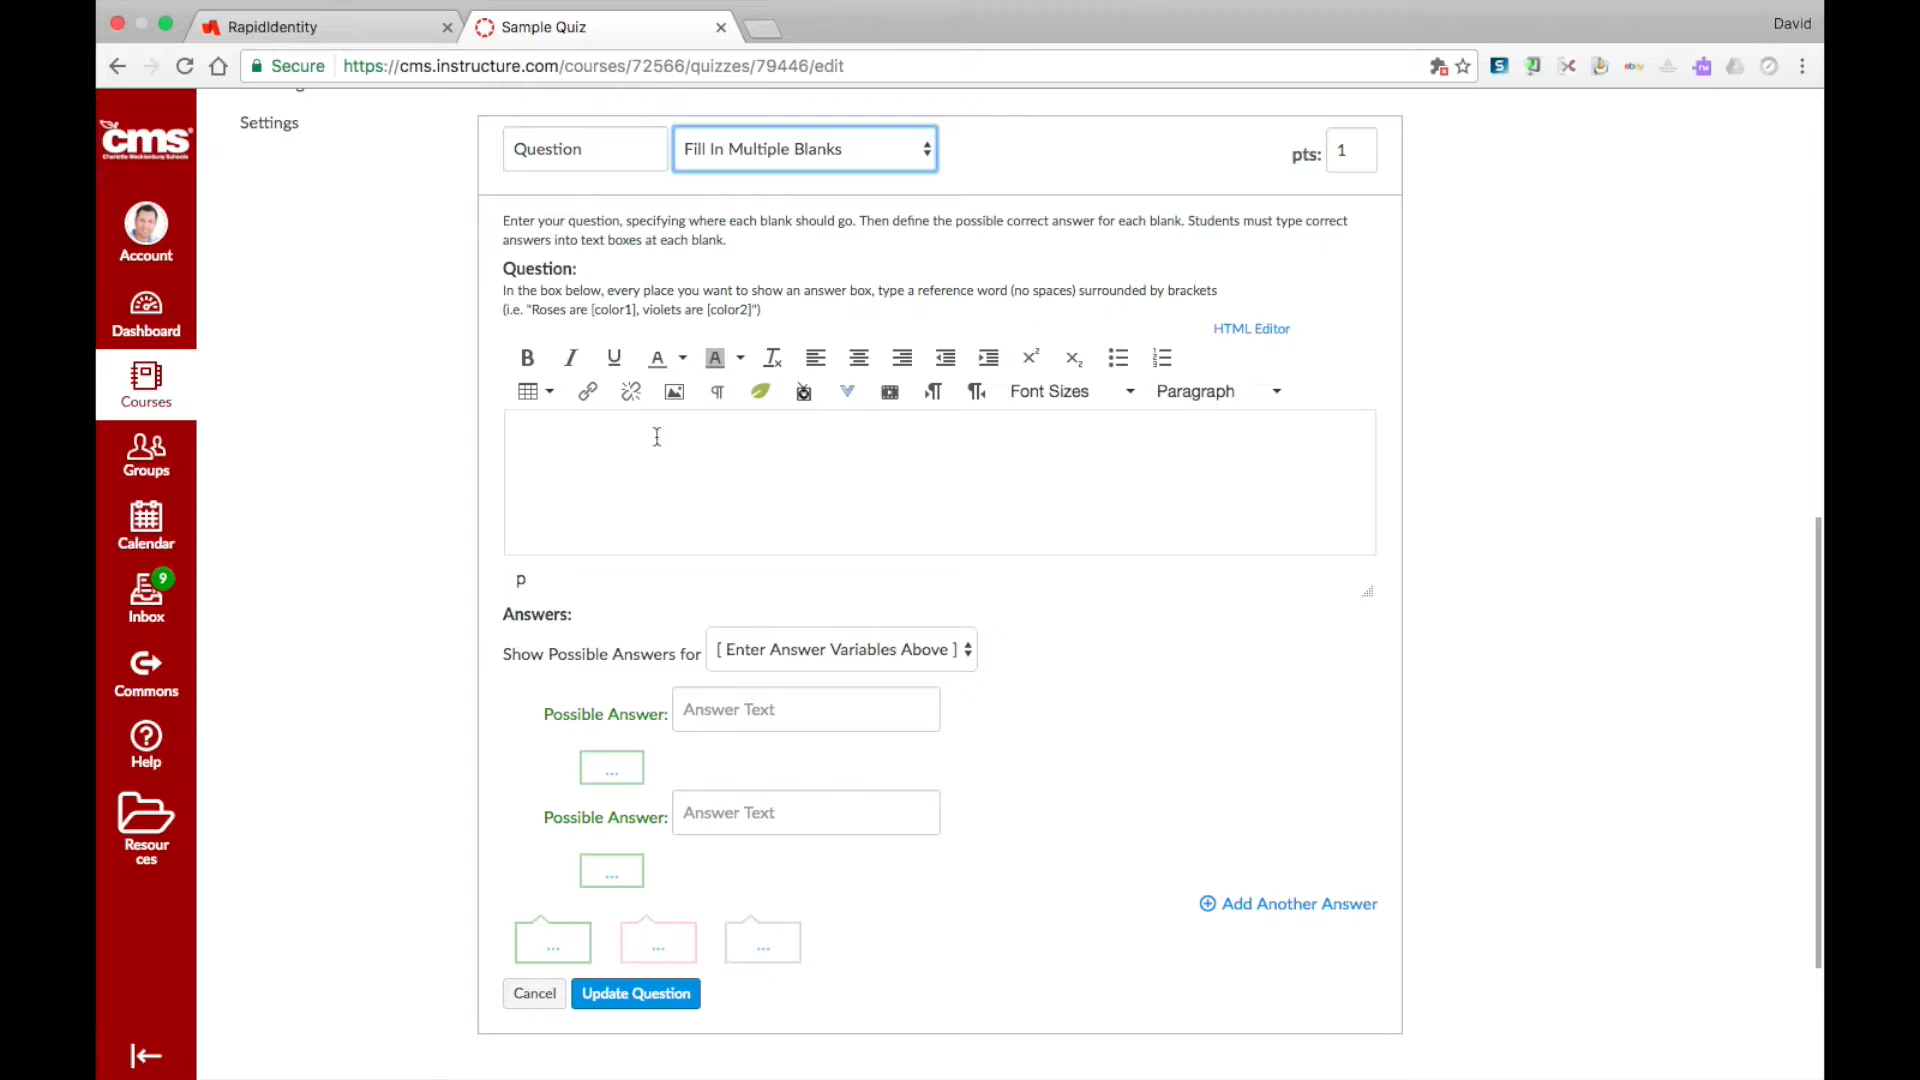 RapidIdentity
Sample Quiz
David
Secure
https://cms.instructure.com/courses/72566/quizzes/79446/edit
cms
Charlotte Mecklenburg Schools
Settings
Question
Fill In Multiple Blanks
pts:
1
Account
Enter your question, specifying where each blank should go. Then define the possible correct answer for each blank. Students must type correct
answers into text boxes at each blank.
Question:
In the box below, every place you want to show an answer box, type a reference word (no spaces) surrounded by brackets
(i.e. "Roses are [color1], violets are [color2]")
Dashboard
HTML Editor
Font Sizes
Paragraph
Courses
Groups
Calendar
9
Inbox
p
Answers:
Show Possible Answers for
[ Enter Answer Variables Above ]
Commons
Possible Answer:
Answer Text
...
Help
Possible Answer:
Answer Text
...
Resour
ces
Add Another Answer
...
...
...
Cancel
Update Question